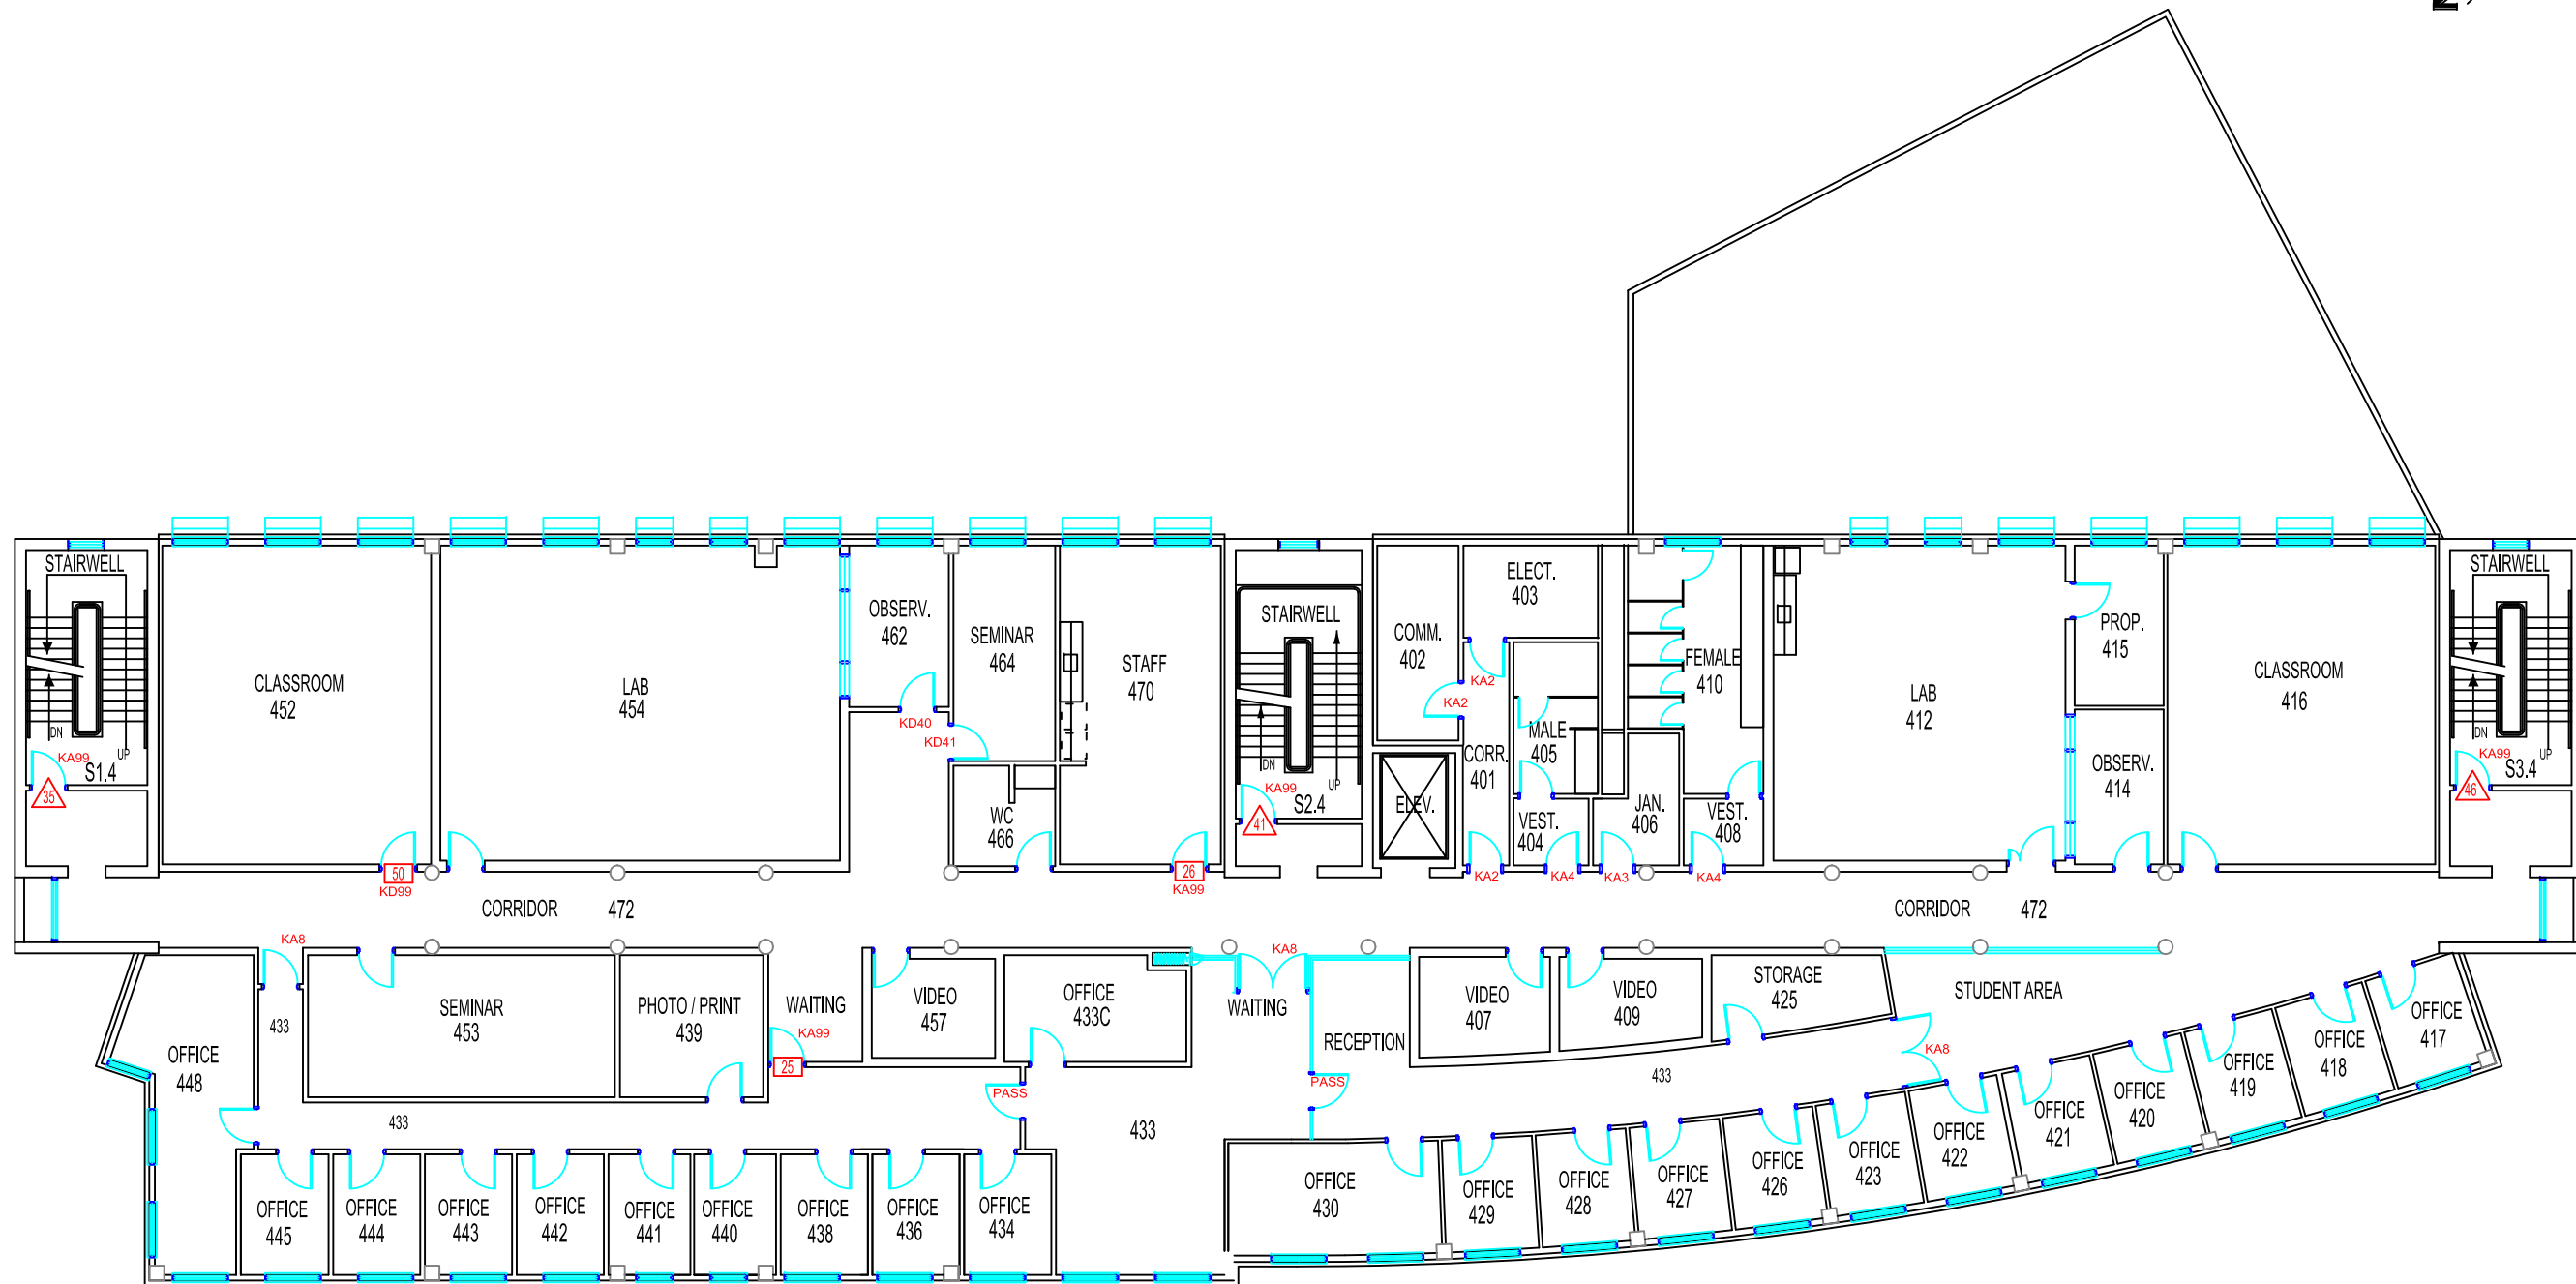 STAIRWELL
DN
UP
KA99
S1.4
35
CLASSROOM
452
50
KD99
LAB
454
OBSERV.
462
KD40
KD41
SEMINAR
464
WC
466
STAFF
470
26
KA99
STAIRWELL
DN
UP
KA99
S2.4
41
COMM.
402
ELECT.
403
KA2
KA2
ELEV.
CORR.
401
KA2
MALE
405
VEST.
404
KA4
JAN.
406
KA3
FEMALE
410
VEST.
408
KA4
LAB
412
PROP.
415
OBSERV.
414
CLASSROOM
416
STAIRWELL
DN
UP
KA99
S3.4
46
CORRIDOR 472
CORRIDOR 472
KA8
433
OFFICE
448
SEMINAR
453
PHOTO / PRINT
439
WAITING
KA99
25
VIDEO
457
OFFICE
433C
PASS
KA8
WAITING
RECEPTION
PASS
VIDEO
407
VIDEO
409
STORAGE
425
STUDENT AREA
KA8
433
433
433
OFFICE
445
OFFICE
444
OFFICE
443
OFFICE
442
OFFICE
441
OFFICE
440
OFFICE
438
OFFICE
436
OFFICE
434
OFFICE
430
OFFICE
429
OFFICE
428
OFFICE
427
OFFICE
426
OFFICE
423
OFFICE
422
OFFICE
421
OFFICE
420
OFFICE
419
OFFICE
418
OFFICE
417